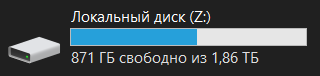 Локальный диск (Z:)
871 ГБ свободно из 1,86 ТБ